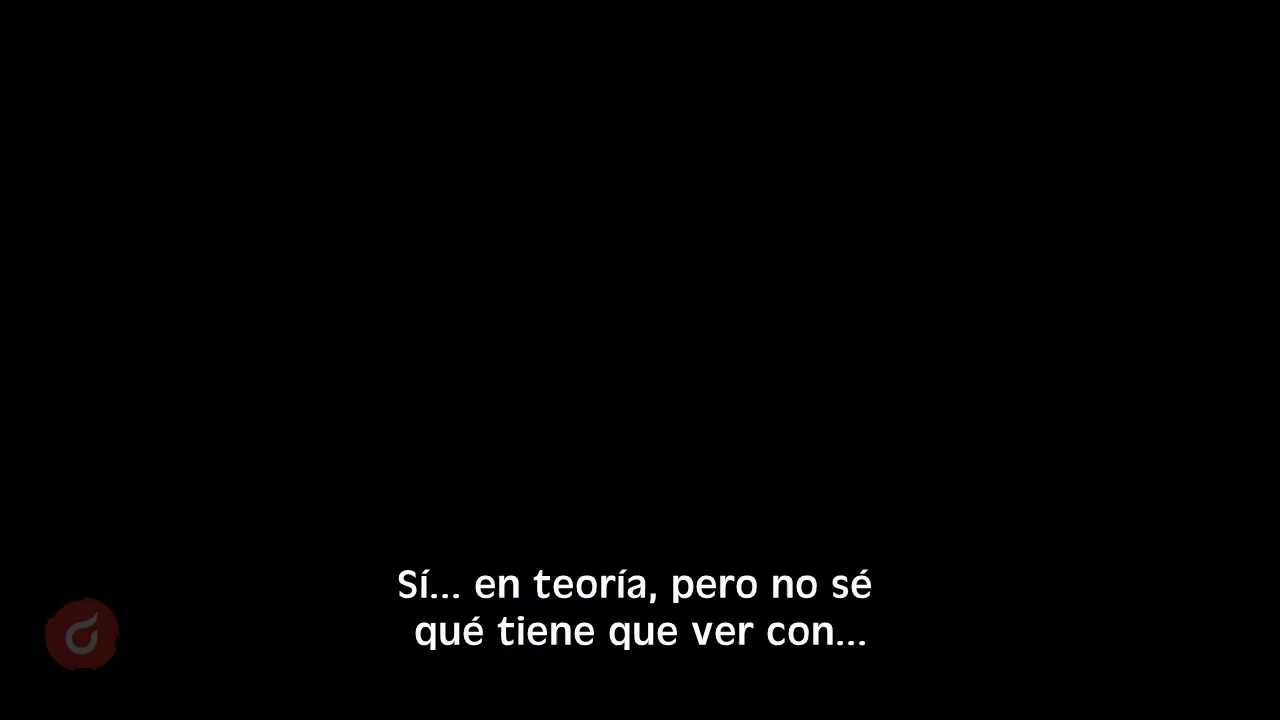 Sí... en teoría, pero no sé
qué tiene que ver con...